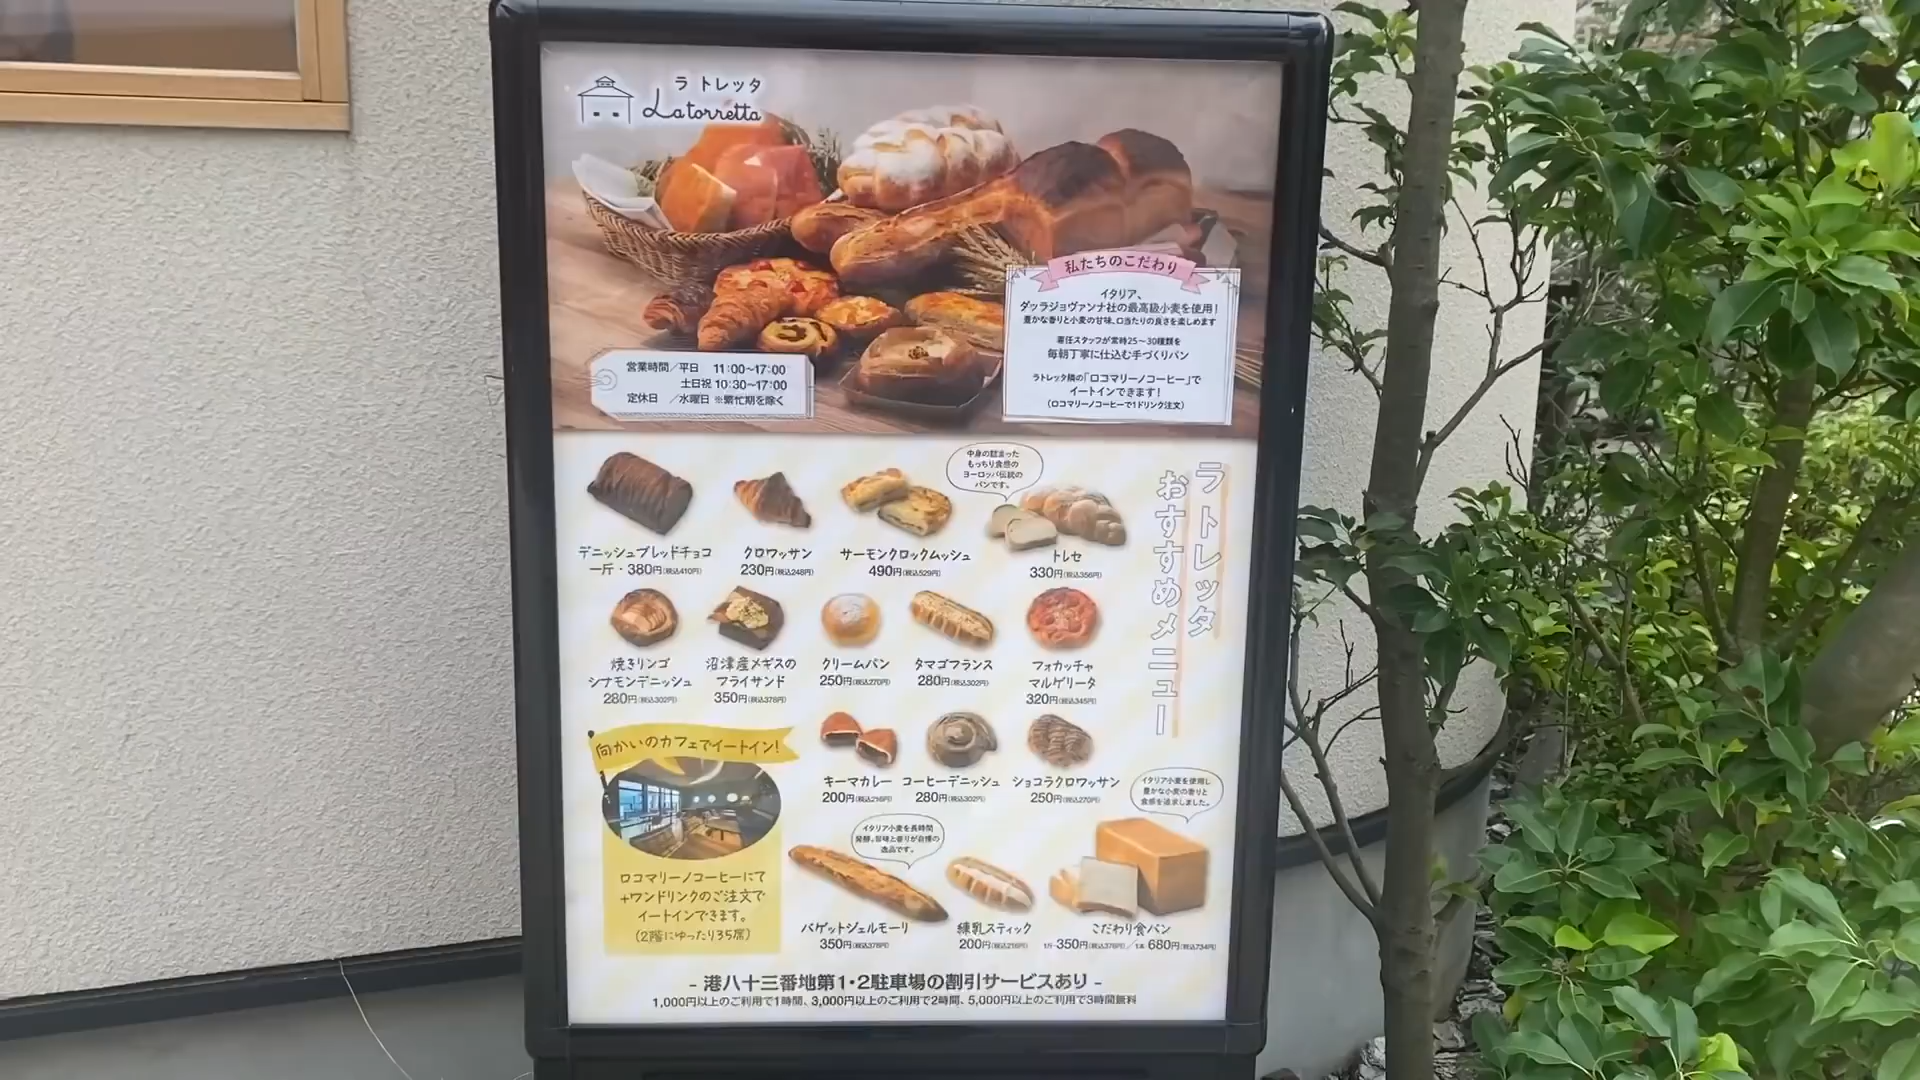 ラ トレッタ
La torretta
私たちのこだわり
イタリア、
ダッラジョヴァンナ社の最高級小麦を使用!
豊かな香りと小麦の甘味、口当たりの良さを楽しめます
専任スタッフが常時25〜30種類を
毎朝丁寧に仕込む手づくりパン
ラトレッタ隣の「ロコマリーノコーヒー」で
イートインできます!
(ロコマリーノコーヒーで1ドリンク注文)
営業時間/平日 11:00〜17:00
土日祝 10:30〜17:00
定休日 /水曜日 ※繁忙期を除く
ラトレッタ
おすすめメニュー
中身の詰まった
もっちり食感の
ヨーロッパ伝統の
パンです。
デニッシュブレッドチョコ
一斤・380円(税込410円)
クロワッサン
230円(税込248円)
サーモンクロックムッシュ
490円(税込529円)
トレセ
330円(税込356円)
焼きリンゴ
シナモンデニッシュ
280円(税込302円)
沼津産メギスの
フライサンド
350円(税込378円)
クリームパン
250円(税込270円)
タマゴフランス
280円(税込302円)
フォカッチャ
マルゲリータ
320円(税込345円)
向かいのカフェでイートイン!
ロコマリーノコーヒーにて
+ワンドリンクのご注文で
イートインできます。
(2階にゆったり35席)
キーマカレー
200円(税込216円)
コーヒーデニッシュ
280円(税込302円)
ショコラクロワッサン
250円(税込270円)
イタリア小麦を使用し
豊かな小麦の香りと
食感を追求しました。
イタリア小麦を長時間
発酵。旨味と香りが自慢の
逸品です。
バゲットジェルモーリ
350円(税込378円)
練乳スティック
200円(税込216円)
こだわり食パン
350円(税込378円)/1本 680円(税込734円)
- 港八十三番地第1・2駐車場の割引サービスあり -
1,000円以上のご利用で1時間、3,000円以上のご利用で2時間、5,000円以上のご利用で3時間無料